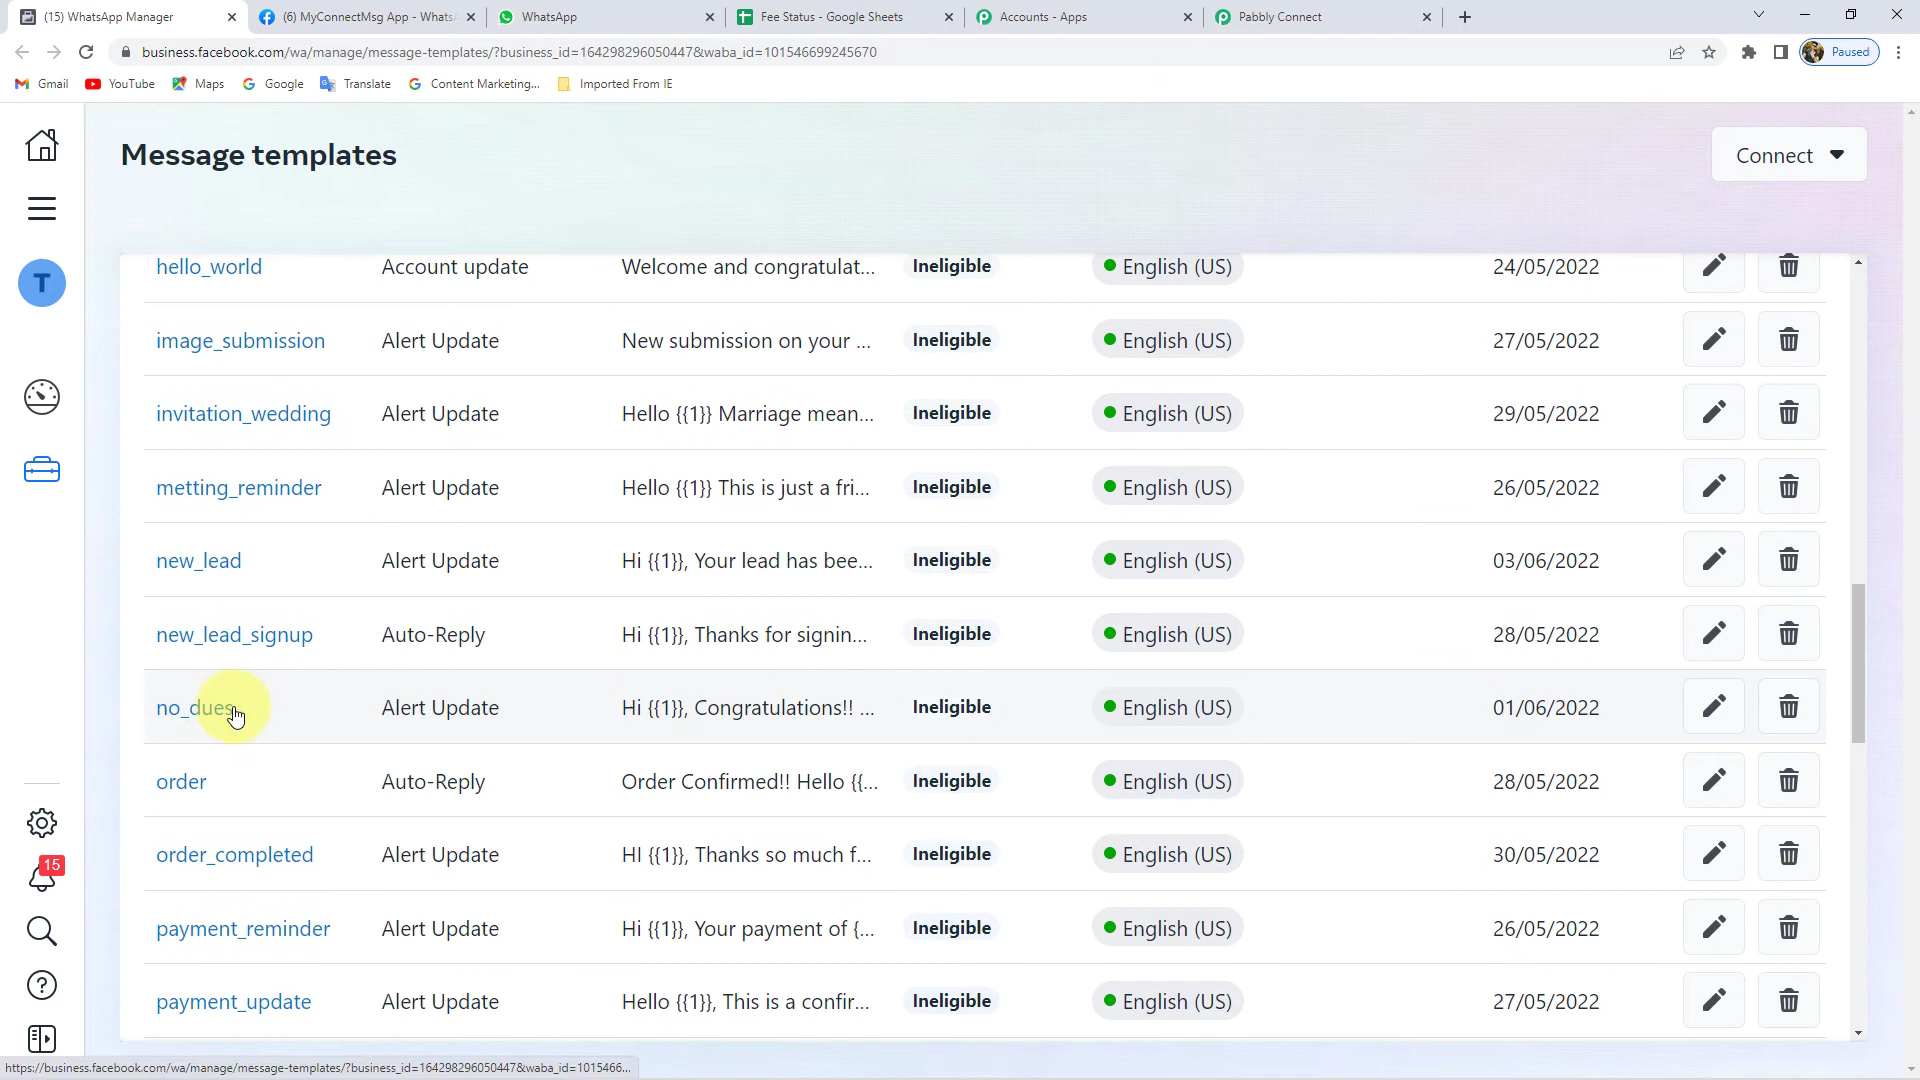 (15) WhatsApp Manager
(6) MyConnectMsg App - Whats
WhatsApp
Fee Status - Google Sheets
Accounts - Apps
Pabbly Connect
business.facebook.com/wa/manage/message-templates/?business_id=164298296050447&waba_id=101546699245670
Paused
Gmail
YouTube
Maps
Google
Translate
Content Marketing...
Imported From IE
Message templates
Connect
T
hello_world Account update Welcome and congratulat... Ineligible English (US) 24/05/2022
image_submission Alert Update New submission on your ... Ineligible English (US) 27/05/2022
invitation_wedding Alert Update Hello {{1}} Marriage mean... Ineligible English (US) 29/05/2022
metting_reminder Alert Update Hello {{1}} This is just a fri... Ineligible English (US) 26/05/2022
new_lead Alert Update Hi {{1}}, Your lead has bee... Ineligible English (US) 03/06/2022
new_lead_signup Auto-Reply Hi {{1}}, Thanks for signin... Ineligible English (US) 28/05/2022
no_dues Alert Update Hi {{1}}, Congratulations!! ... Ineligible English (US) 01/06/2022
order Auto-Reply Order Confirmed!! Hello {{... Ineligible English (US) 28/05/2022
order_completed Alert Update HI {{1}}, Thanks so much f... Ineligible English (US) 30/05/2022
payment_reminder Alert Update Hi {{1}}, Your payment of {... Ineligible English (US) 26/05/2022
payment_update Alert Update Hello {{1}}, This is a confir... Ineligible English (US) 27/05/2022
15
https://business.facebook.com/wa/manage/message-templates/?business_id=164298296050447&waba_id=1015466...